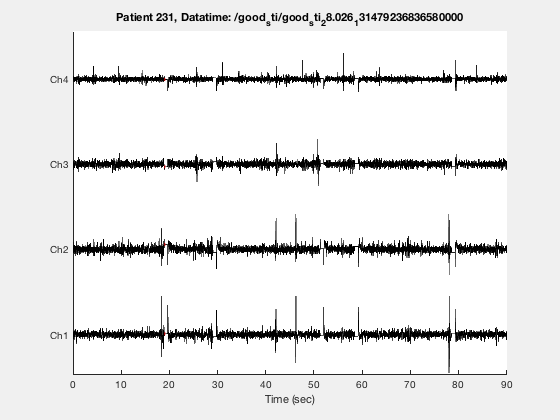 Patient 231, Datatime: /good_sti/good_sti_28.026_131479236836580000
Ch4
Ch3
Ch2
Ch1
0 10 20 30 40 50 60 70 80 90
Time (sec)